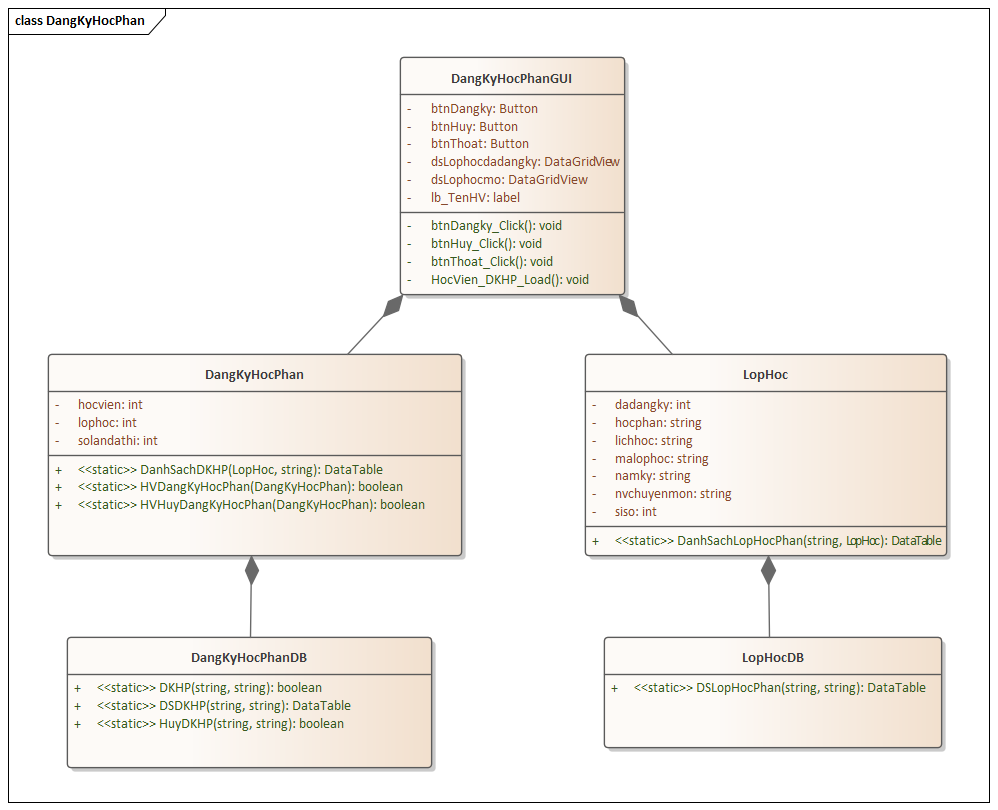 class DangKyHocPhan
DangKyHocPhanGUI
- btnDangky: Button
- btnHuy: Button
- btnThoat: Button
- dsLophocdadangky: DataGridView
- dsLophocmo: DataGridView
- lb_TenHV: label
- btnDangky_Click(): void
- btnHuy_Click(): void
- btnThoat_Click(): void
- HocVien_DKHP_Load(): void
DangKyHocPhan
- hocvien: int
- lophoc: int
- solandathi: int
+ <<static>> DanhSachDKHP(LopHoc, string): DataTable
+ <<static>> HVDangKyHocPhan(DangKyHocPhan): boolean
+ <<static>> HVHuyDangKyHocPhan(DangKyHocPhan): boolean
LopHoc
- dadangky: int
- hocphan: string
- lichhoc: string
- malophoc: string
- namky: string
- nvchuyenmon: string
- siso: int
+ <<static>> DanhSachLopHocPhan(string, LopHoc): DataTable
DangKyHocPhanDB
+ <<static>> DKHP(string, string): boolean
+ <<static>> DSDKHP(string, string): DataTable
+ <<static>> HuyDKHP(string, string): boolean
LopHocDB
+ <<static>> DSLopHocPhan(string, string): DataTable